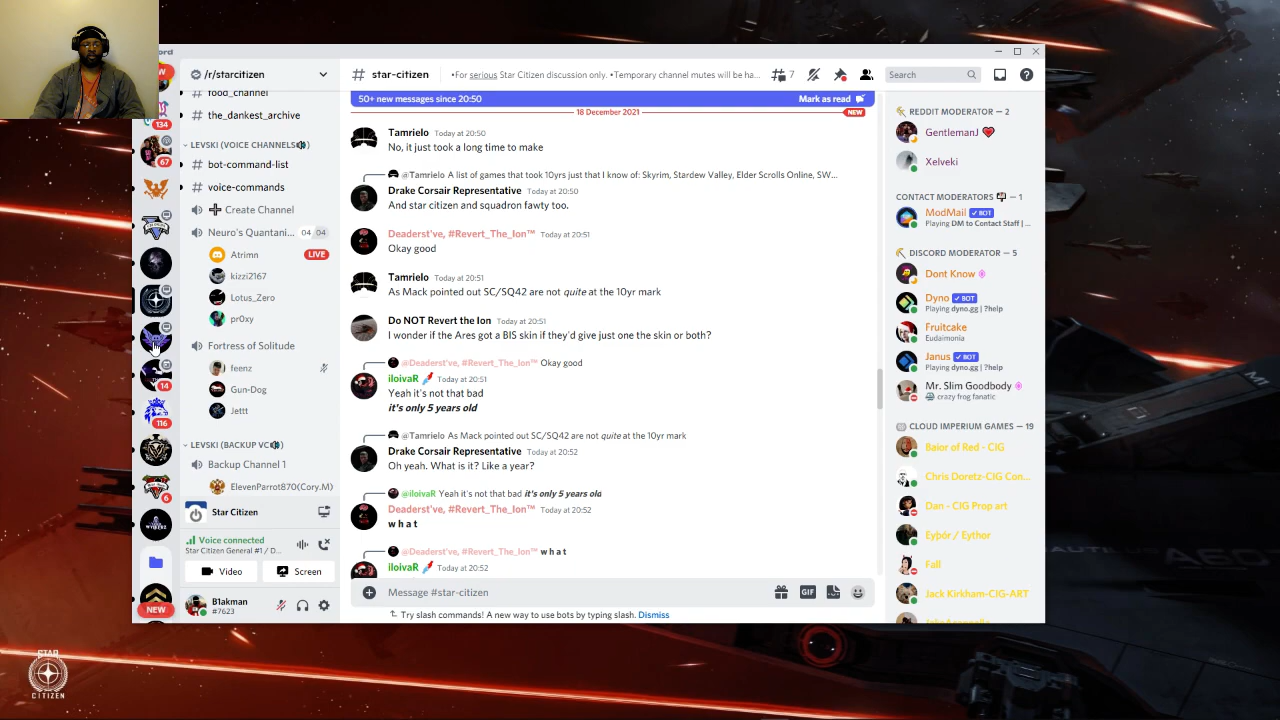 ord
/r/starcitizen
food_channel
the_dankest_archive
LEVSKI (VOICE CHANNELS)
bot-command-list
voice-commands
Create Channel
Neuro's Quantani... 04 04
Atrimn LIVE
kizzi2167
Lotus_Zero
pr0xy
Fortress of Solitude
feenz
Gun-Dog
Jettt
LEVSKI (BACKUP VC)
Backup Channel 1
ElevenParrot870(Cory.M)
Star Citizen
Voice connected
Star Citizen General #1 / D...
Video Screen
B1akman
#7623
134
67
14
116
6
NEW
# star-citizen •For serious Star Citizen discussion only. •Temporary channel mutes will be ha... 7 Search
50+ new messages since 20:50 Mark as read
18 December 2021 NEW
Tamrielo Today at 20:50
No, it just took a long time to make
@Tamrielo A list of games that took 10yrs just that I know of: Skyrim, Stardew Valley, Elder Scrolls Online, SW...
Drake Corsair Representative Today at 20:50
And star citizen and squadron fawty too.
Deaderst've, #Revert_The_Ion™ Today at 20:51
Okay good
Tamrielo Today at 20:51
As Mack pointed out SC/SQ42 are not quite at the 10yr mark
Do NOT Revert the Ion Today at 20:51
I wonder if the Ares got a BIS skin if they'd give just one the skin or both?
@Deaderst've, #Revert_The_Ion™ Okay good
iloivaR Today at 20:51
Yeah it's not that bad
it's only 5 years old
@Tamrielo As Mack pointed out SC/SQ42 are not quite at the 10yr mark
Drake Corsair Representative Today at 20:52
Oh yeah. What is it? Like a year?
@iloivaR Yeah it's not that bad it's only 5 years old
Deaderst've, #Revert_The_Ion™ Today at 20:52
w h a t
@Deaderst've, #Revert_The_Ion™ w h a t
iloivaR Today at 20:52
Message #star-citizen GIF
Try slash commands! A new way to use bots by typing slash. Dismiss
REDDIT MODERATOR — 2
GentlemanJ
Xelveki
CONTACT MODERATORS — 1
ModMail BOT
Playing DM to Contact Staff | ...
DISCORD MODERATOR — 5
Dont Know
Dyno BOT
Playing dyno.gg | ?help
Fruitcake
Eudaimonia
Janus BOT
Playing dyno.gg | ?help
Mr. Slim Goodbody
crazy frog fanatic
CLOUD IMPERIUM GAMES — 19
Baior of Red - CIG
Chris Doretz-CIG Con...
Dan - CIG Prop art
Eyþór / Eythor
Fall
Jack Kirkham-CIG-ART
STAR
CITIZEN